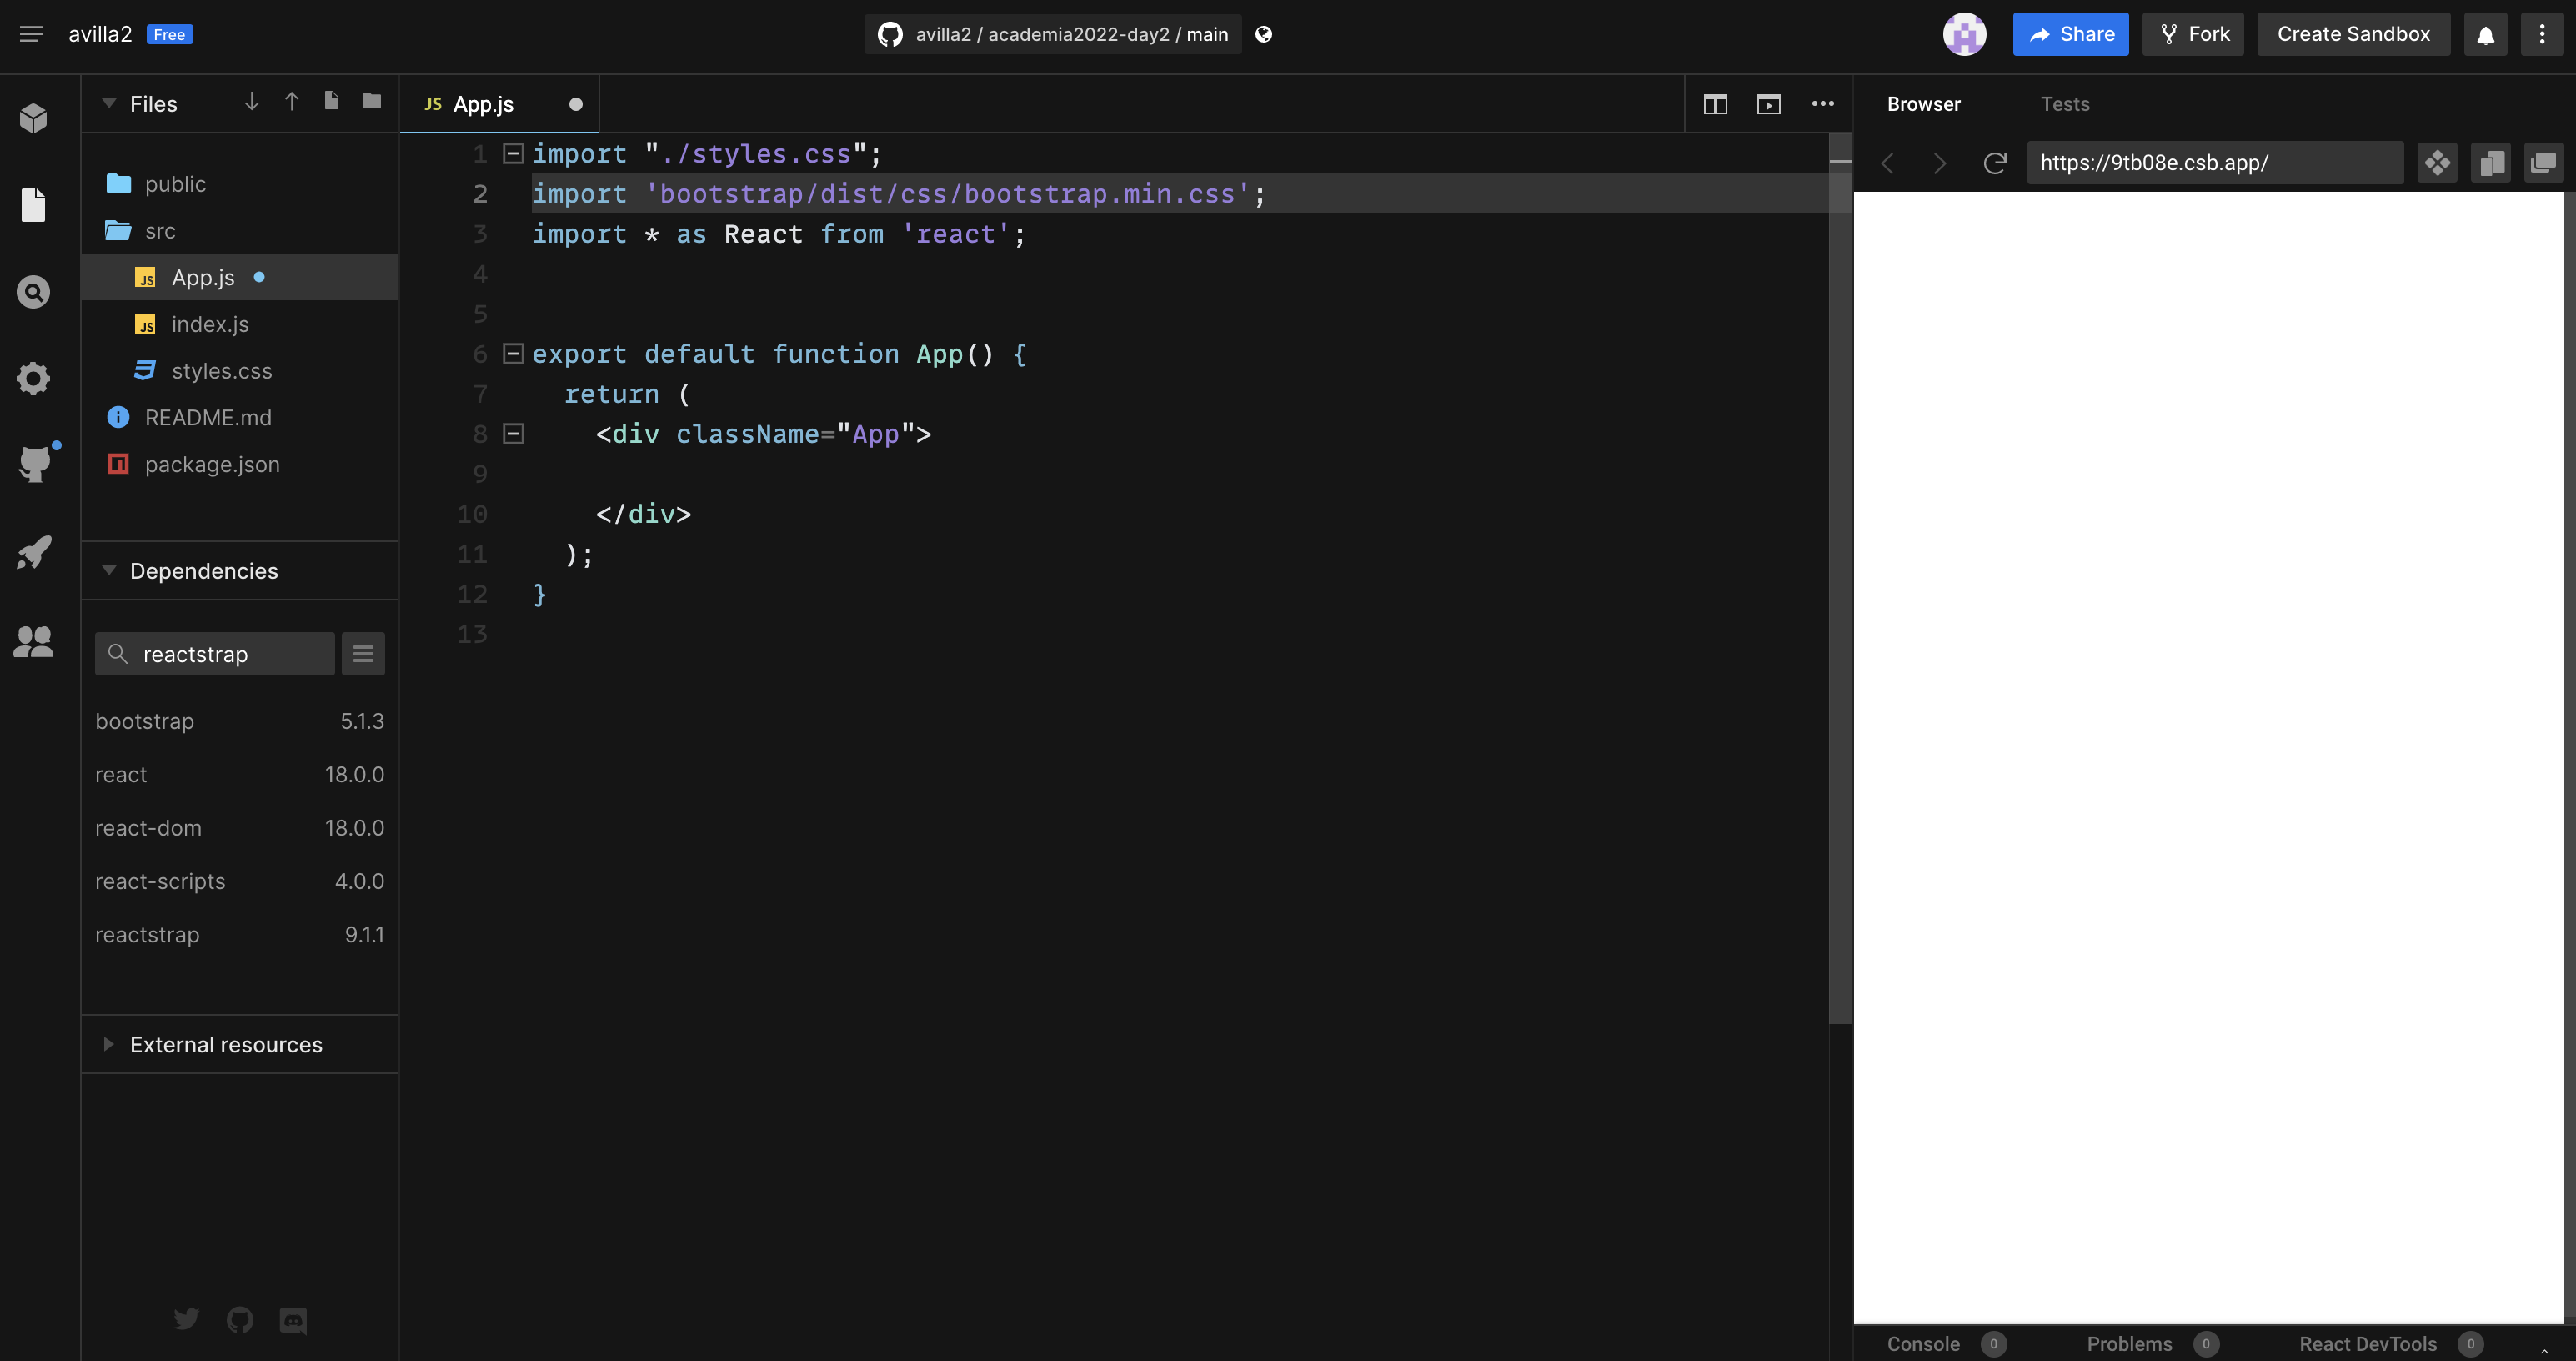 avilla2 Free
avilla2 / academia2022-day2 / main
Share
Fork
Create Sandbox
Files
public
src
JS App.js
JS index.js
styles.css
README.md
package.json
Dependencies
reactstrap
bootstrap 5.1.3
react 18.0.0
react-dom 18.0.0
react-scripts 4.0.0
reactstrap 9.1.1
External resources
JS App.js
1 import "./styles.css";
2 import 'bootstrap/dist/css/bootstrap.min.css';
3 import * as React from 'react';
4
5
6 export default function App() {
7 return (
8 <div className="App">
9
10 </div>
11 );
12 }
13
Browser Tests
https://9tb08e.csb.app/
Console 0 Problems 0 React DevTools 0